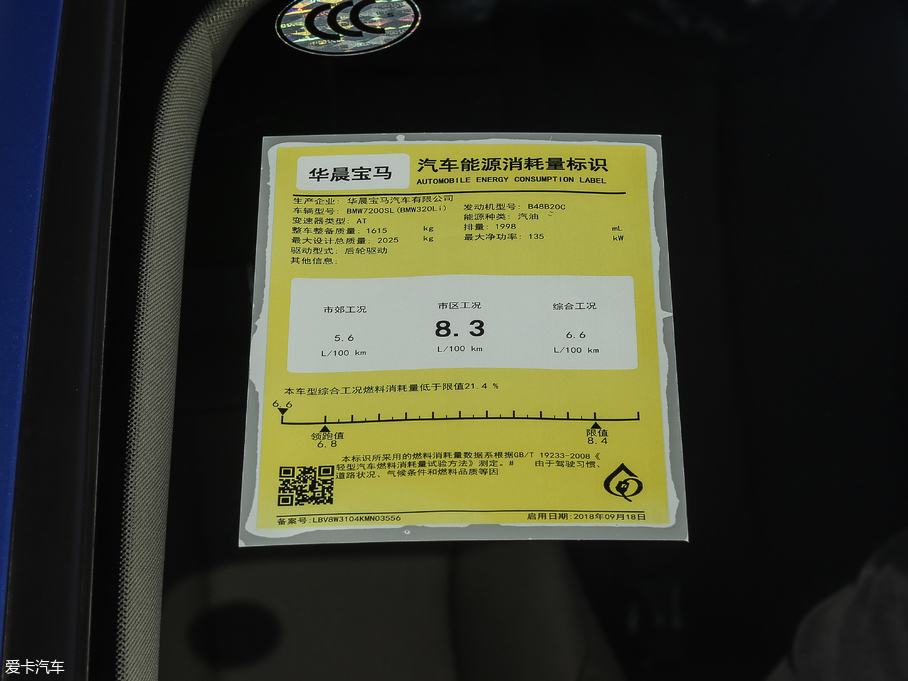 CCC
华晨宝马
汽车能源消耗量标识
AUTOMOBILE ENERGY CONSUMPTION LABEL
生产企业：华晨宝马汽车有限公司
车辆型号：BMW7200SL(BMW320Li)
发动机型号：B48B20C
变速器类型：AT
能源种类：汽油
整车整备质量：1615 kg
排量：1998 mL
最大设计总质量：2025 kg
最大净功率：135 kW
驱动型式：后轮驱动
其他信息：
市郊工况 市区工况 综合工况
5.6 8.3 6.6
L/100 km L/100 km L/100 km
本车型综合工况燃料消耗量低于限值21.4 %
6.6
领跑值 限值
6.8 8.4
本标识所采用的燃料消耗量数据系根据GB/T 19233-2008《
轻型汽车燃料消耗量试验方法》测定。# 由于驾驶习惯、
道路状况、气候条件和燃料品质等因
备案号：LBV8W3104KMN03556 启用日期：2018年09月18日
爱卡汽车